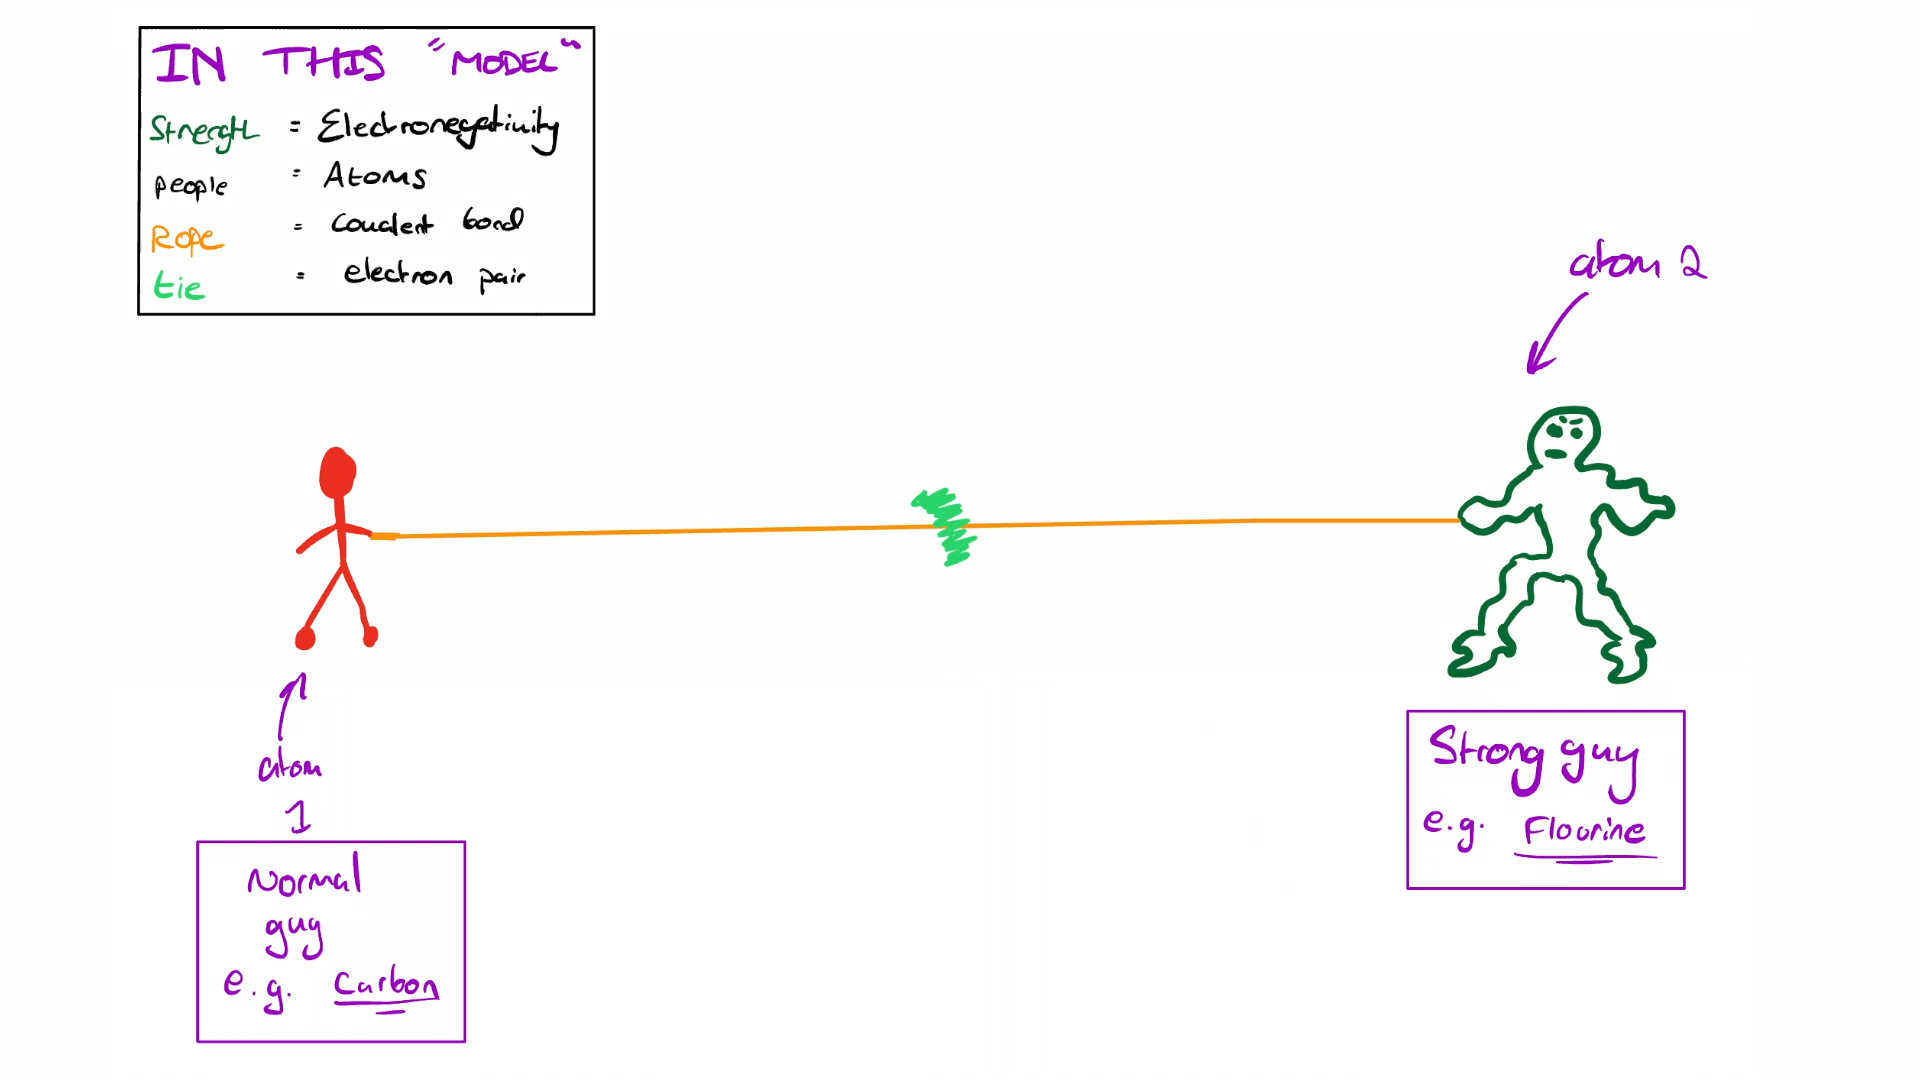 IN THIS "MODEL"
Strength = Electronegativity
people = Atoms
Rope = Covalent bond
tie = electron pair
atom 2
atom
1
Strong guy
e.g. Floorine
Normal
guy
e.g. Carbon